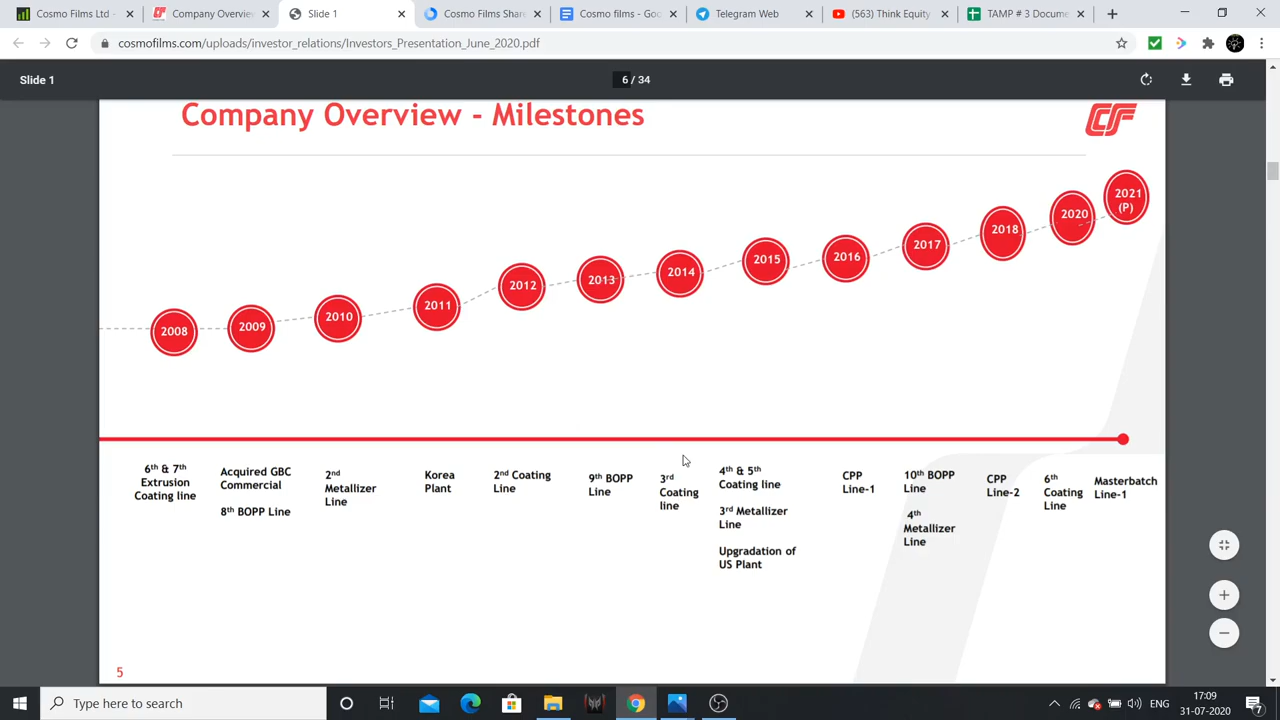 Cosmo Films Ltd -
Company Overvie
Slide 1
Cosmo Films Share
Cosmo films - Goo
Telegram Web
(563) Think Equity
TAMP # 3 Docume
cosmofilms.com/uploads/investor_relations/Investors_Presentation_June_2020.pdf
Slide 1
6 / 34
Company Overview - Milestones
CF
2008
2009
2010
2011
2012
2013
2014
2015
2016
2017
2018
2020
2021
(P)
6th & 7th
Extrusion
Coating line
Acquired GBC
Commercial
8th BOPP Line
2nd
Metallizer
Line
Korea
Plant
2nd Coating
Line
9th BOPP
Line
3rd
Coating
line
4th & 5th
Coating line
3rd Metallizer
Line
Upgradation of
US Plant
CPP
Line-1
10th BOPP
Line
4th
Metallizer
Line
CPP
Line-2
6th
Coating
Line
Masterbatch
Line-1
5
Type here to search
ENG
17:09
31-07-2020
7